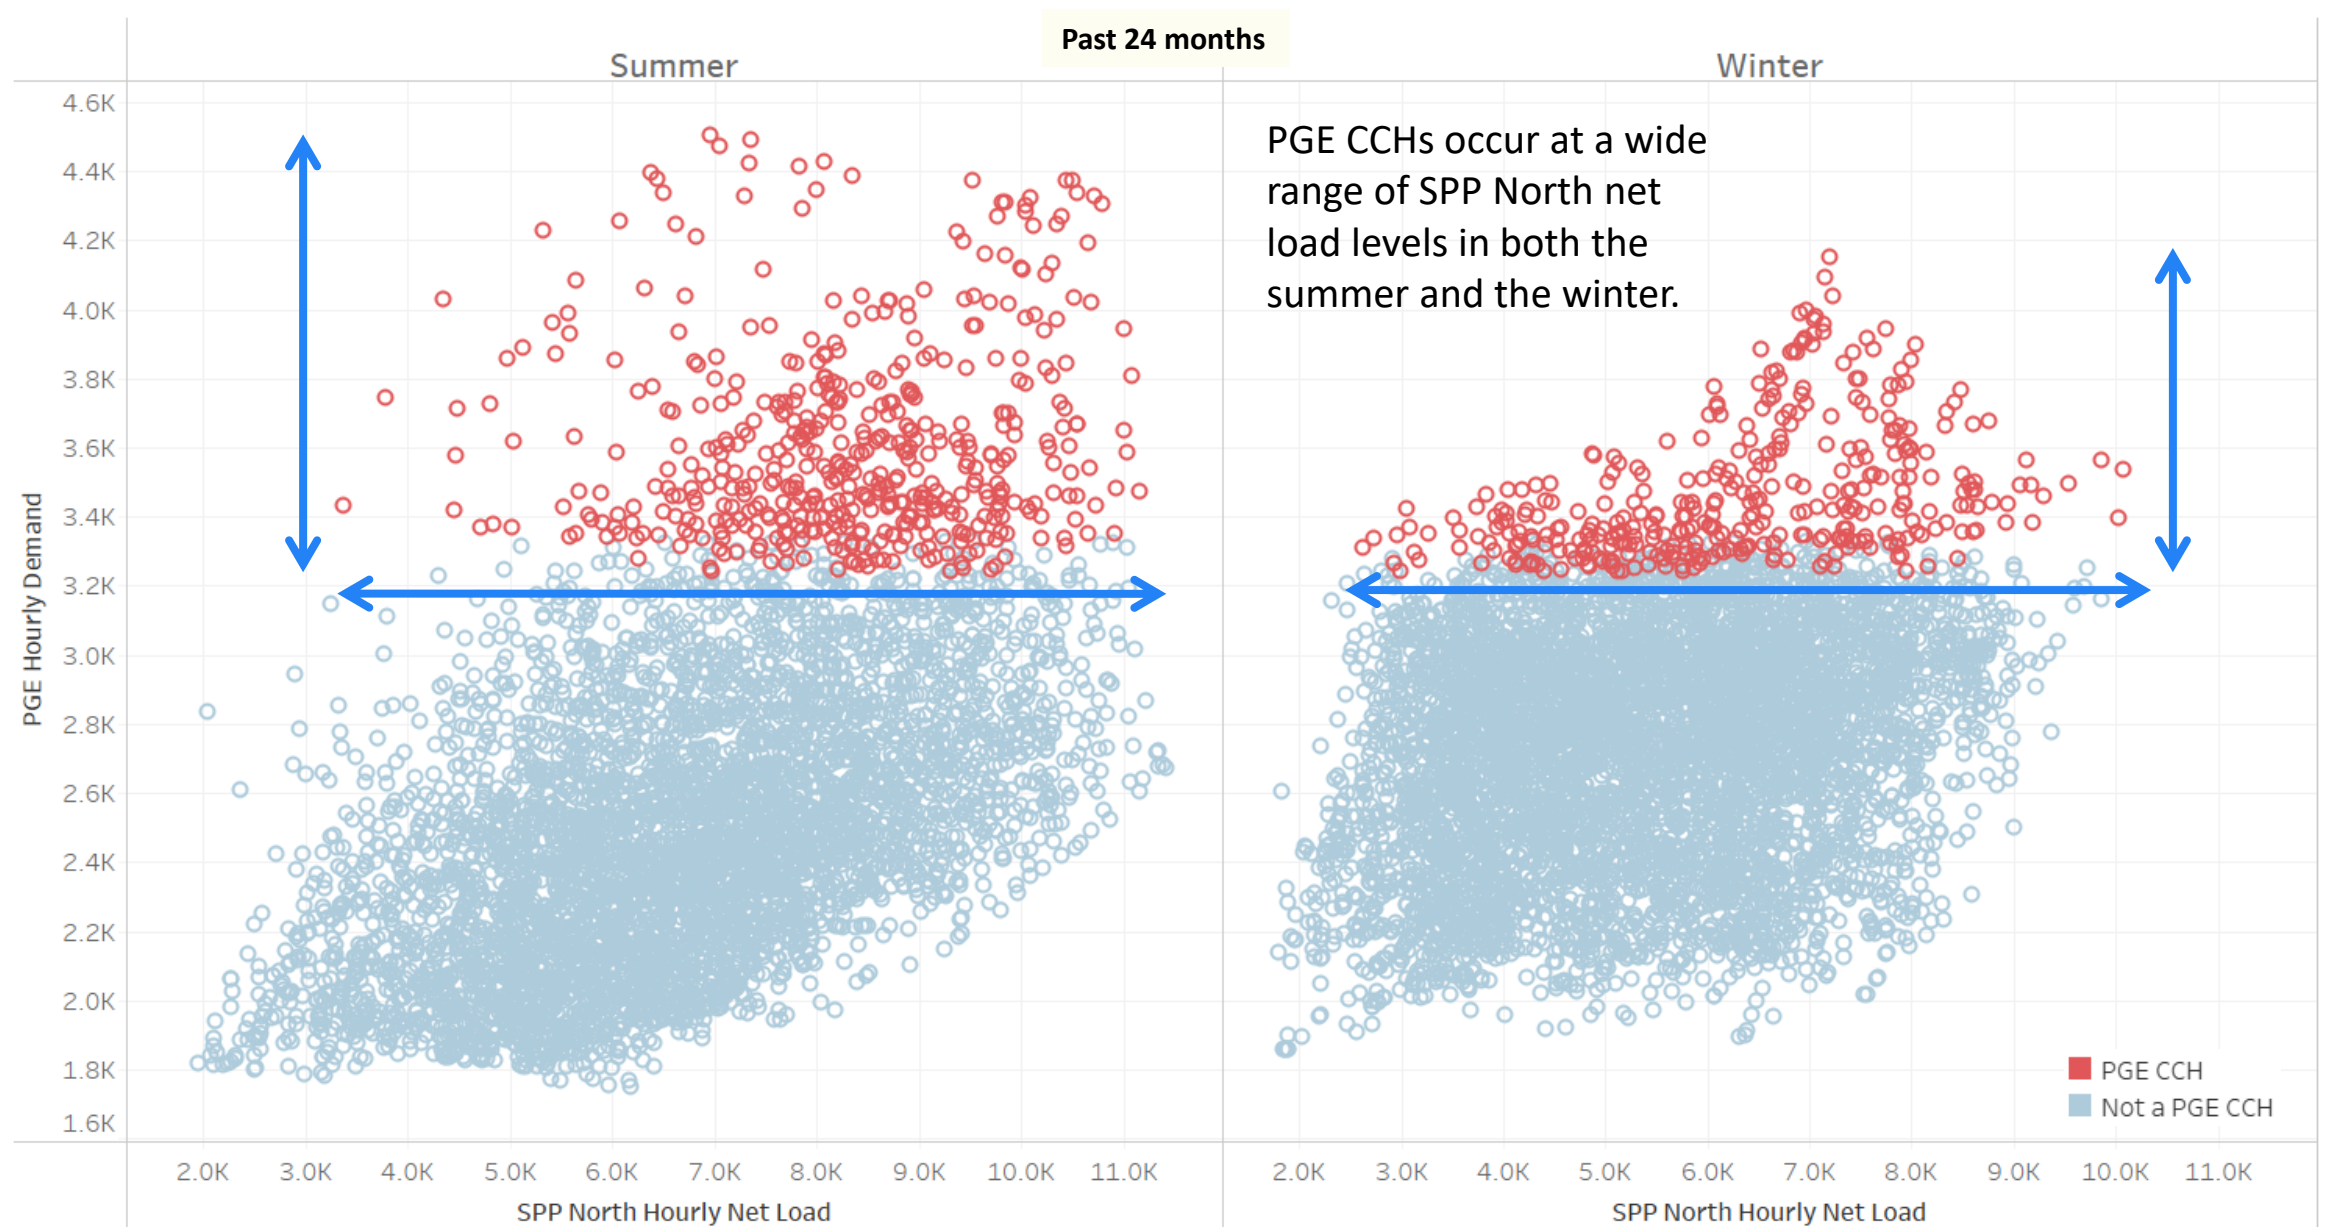 Past 24 months
Summer
Winter
4.6K
4.4K
4.2K
4.0K
3.8K
3.6K
3.4K
3.2K
3.0K
2.8K
2.6K
2.4K
2.2K
2.0K
1.8K
1.6K
PGE Hourly Demand
PGE CCHs occur at a wide
range of SPP North net
load levels in both the
summer and the winter.
PGE CCH
Not a PGE CCH
2.0K 3.0K 4.0K 5.0K 6.0K 7.0K 8.0K 9.0K 10.0K 11.0K
2.0K 3.0K 4.0K 5.0K 6.0K 7.0K 8.0K 9.0K 10.0K 11.0K
SPP North Hourly Net Load
SPP North Hourly Net Load